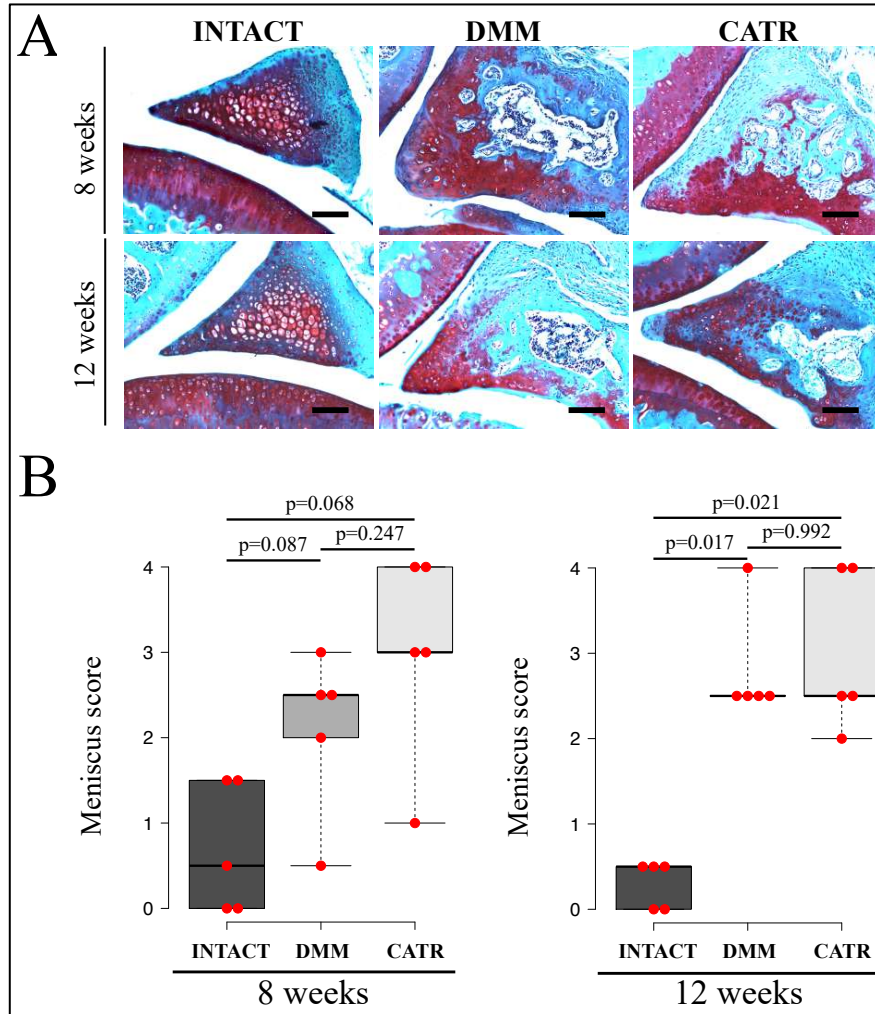 A
INTACT DMM CATR
8 weeks
12 weeks
B
p=0.068
p=0.087 p=0.247
Meniscus score
4
3
2
1
0
INTACT DMM CATR
8 weeks
p=0.021
p=0.017 p=0.992
Meniscus score
4
3
2
1
0
INTACT DMM CATR
12 weeks